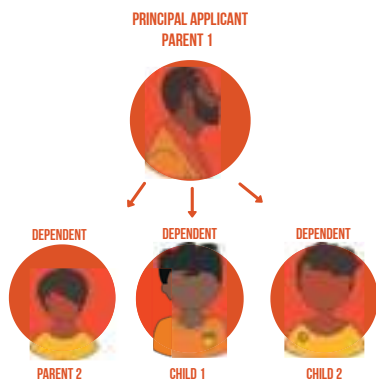 PRINCIPAL APPLICANT
PARENT 1
DEPENDENT
DEPENDENT
DEPENDENT
PARENT 2
CHILD 1
CHILD 2